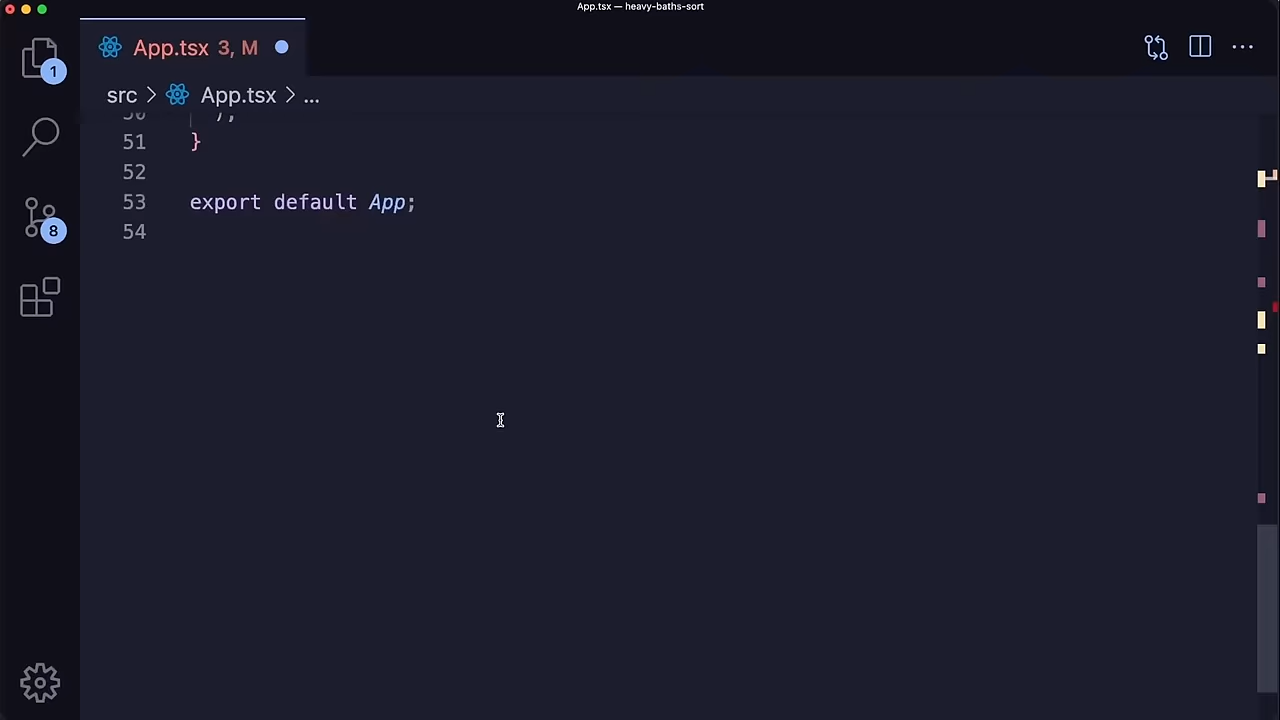 App.tsx — heavy-baths-sort
App.tsx 3, M
1
src > App.tsx > ...
50 );
51 }
52
53 export default App;
54
8